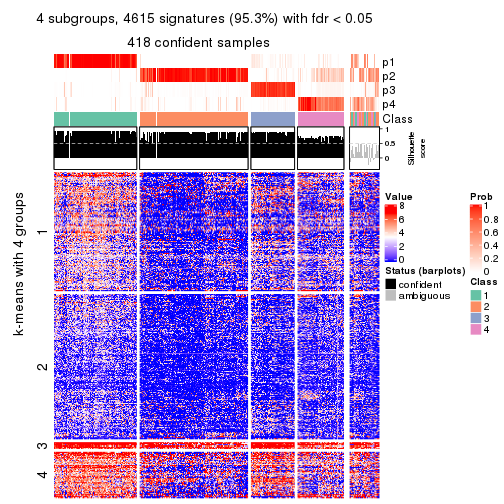 4 subgroups, 4615 signatures (95.3%) with fdr < 0.05
418 confident samples
p1
p2
p3
p4
Class
1
0.5
0
Silhouette
score
k-means with 4 groups
1
2
3
4
Value
8
6
4
2
0
Status (barplots)
confident
ambiguous
Prob
1
0.8
0.6
0.4
0.2
0
Class
1
2
3
4